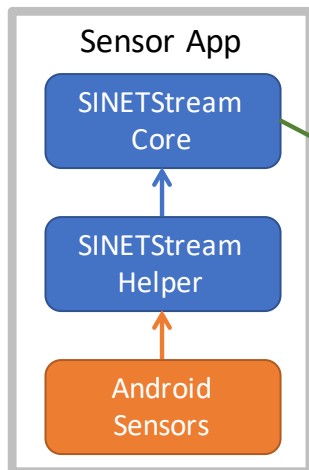 Sensor App
SINETStream
Core
SINETStream
Helper
Android
Sensors